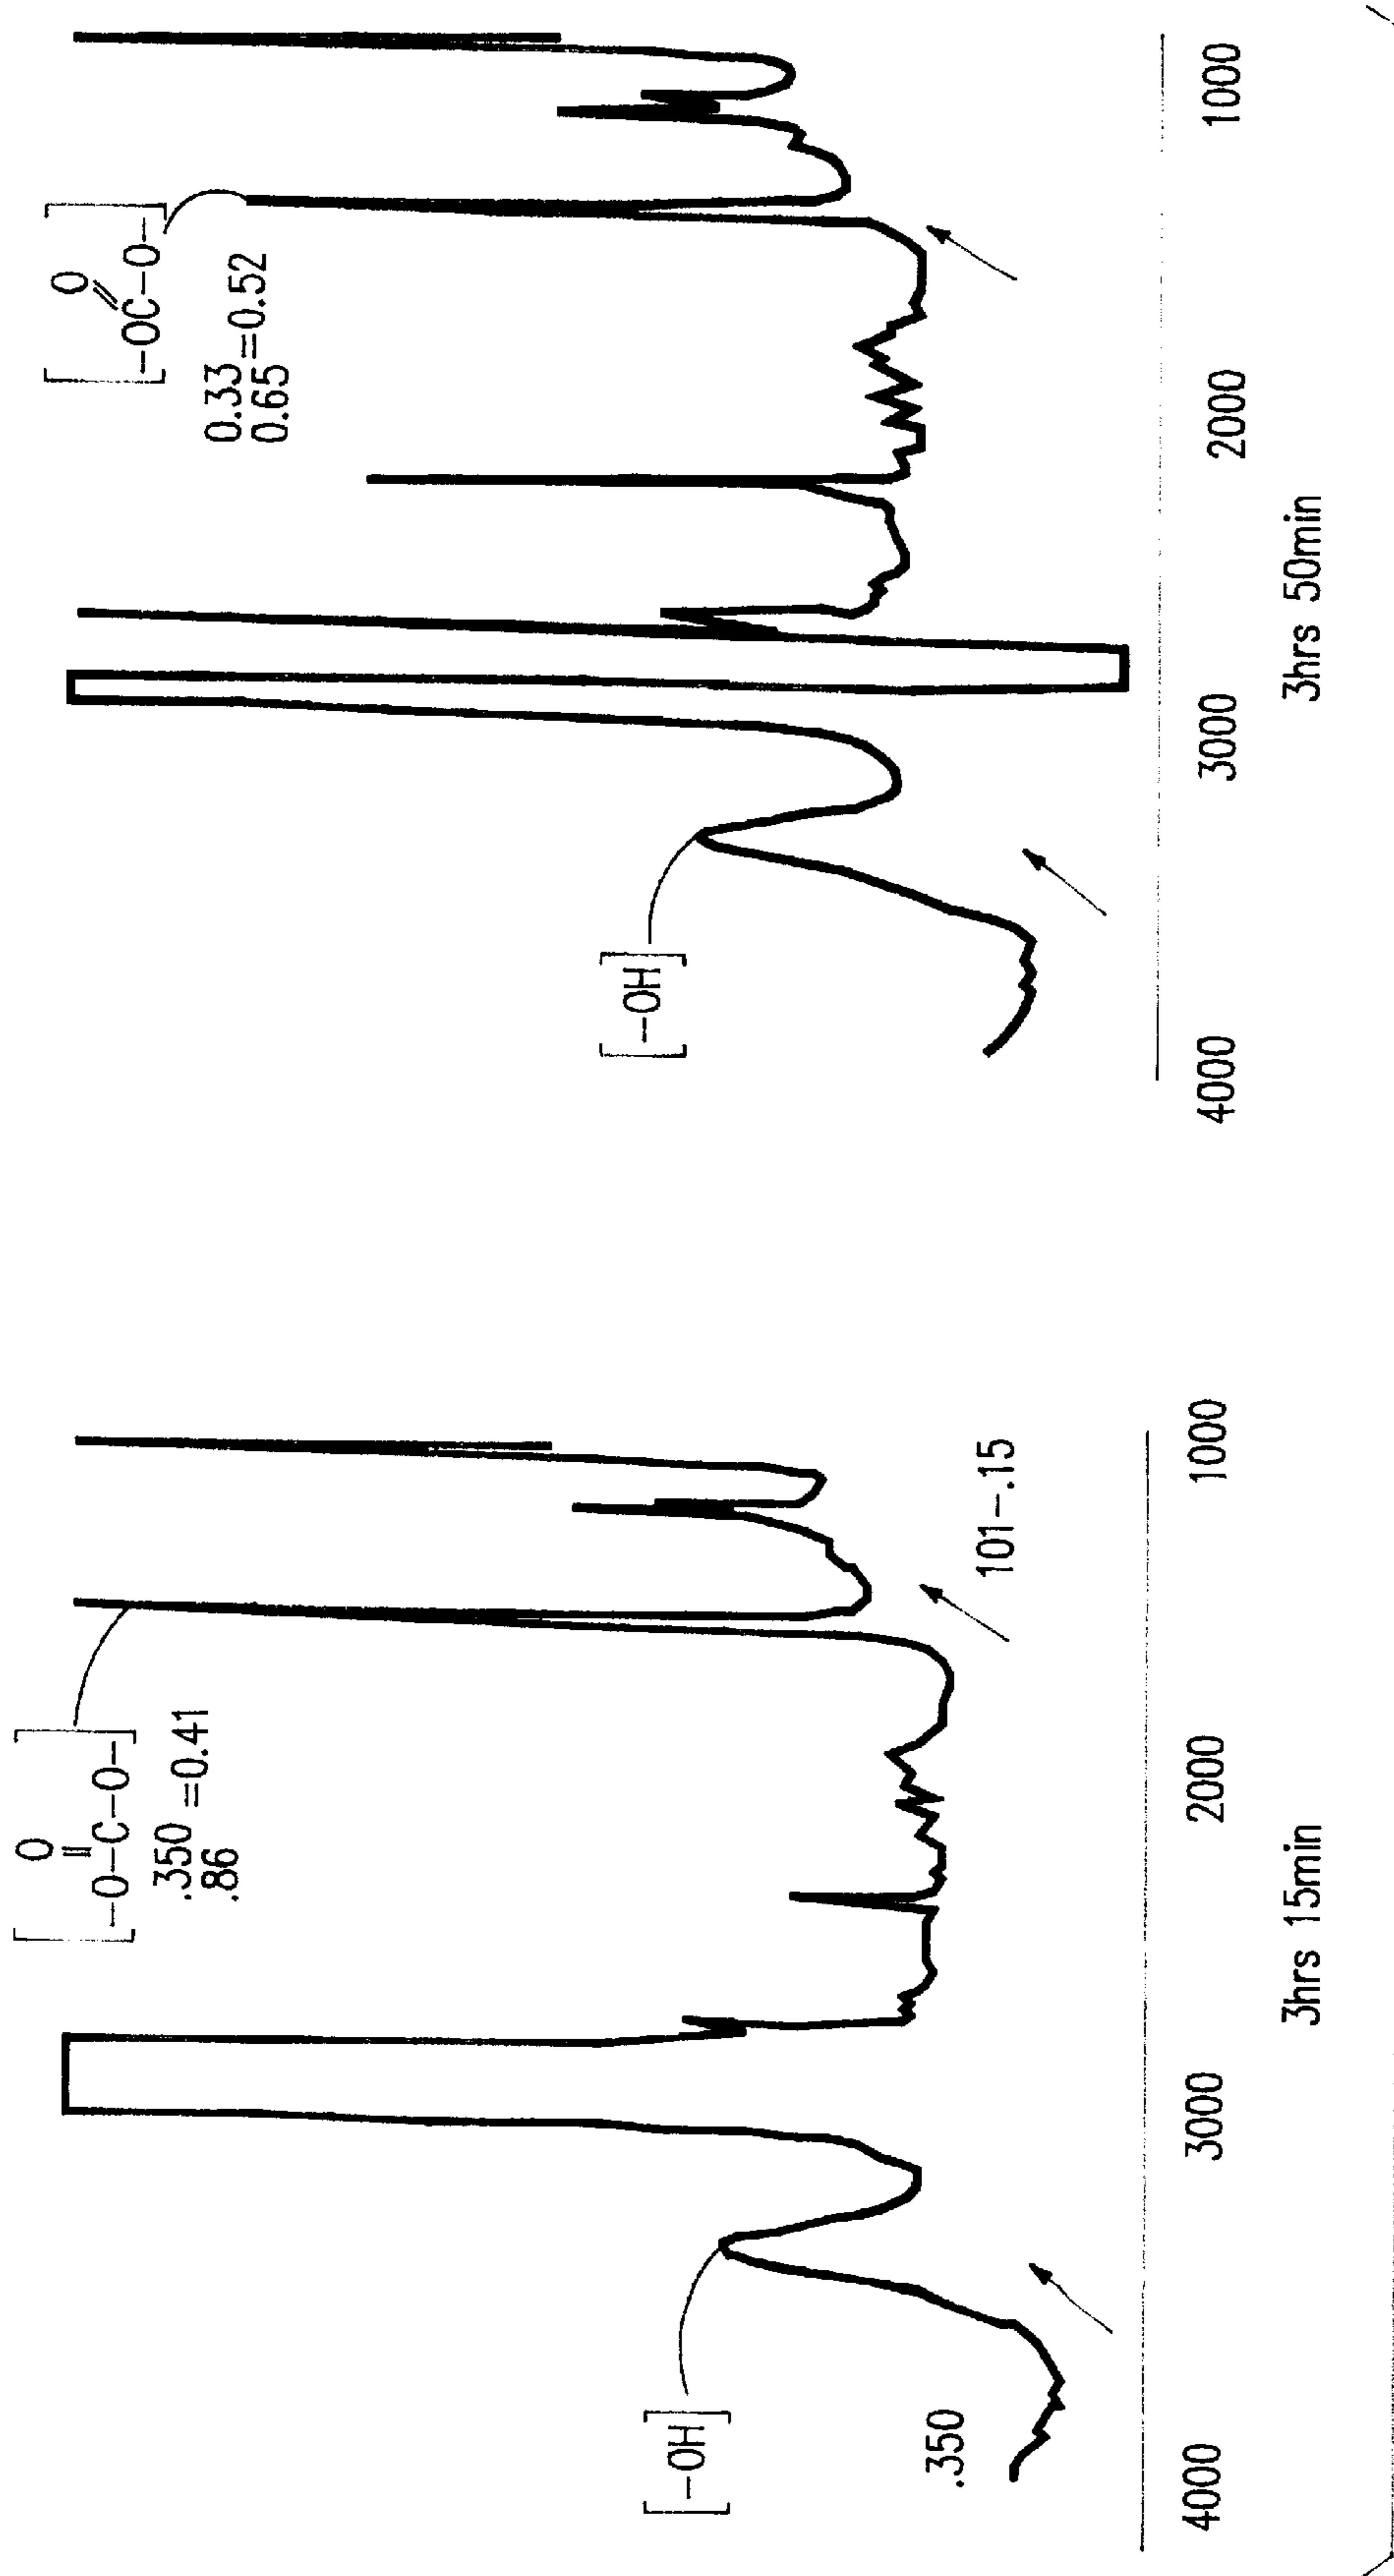 O
[-O-C-O-]
.350
=0.41
.86
[-OH]
.350
101-.15
4000 3000 2000 1000
3hrs 15min
O
[-OC-O-]
0.33
=0.52
0.65
[-OH]
4000 3000 2000 1000
3hrs 50min